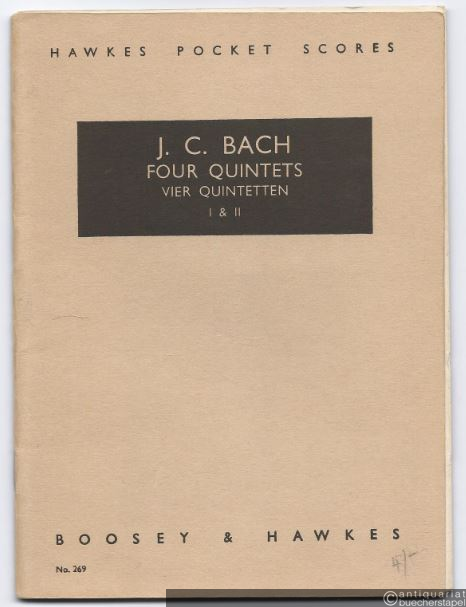 HAWKES POCKET SCORES
J. C. BACH
FOUR QUINTETS
VIER QUINTETTEN
I & II
BOOSEY & HAWKES
No. 269
4/-
antiquariat
buecherstapel